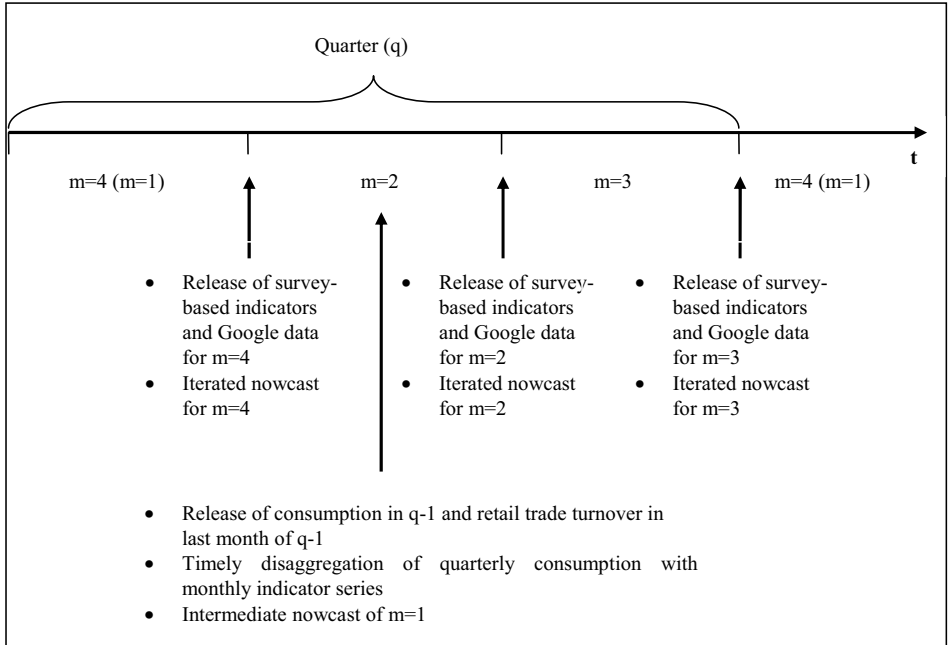 Quarter (q)
t
m=4 (m=1)
m=2
m=3
m=4 (m=1)
• Release of survey-
based indicators
and Google data
for m=4
• Iterated nowcast
for m=4
• Release of survey-
based indicators
and Google data
for m=2
• Iterated nowcast
for m=2
• Release of survey-
based indicators
and Google data
for m=3
• Iterated nowcast
for m=3
• Release of consumption in q-1 and retail trade turnover in
last month of q-1
• Timely disaggregation of quarterly consumption with
monthly indicator series
• Intermediate nowcast of m=1